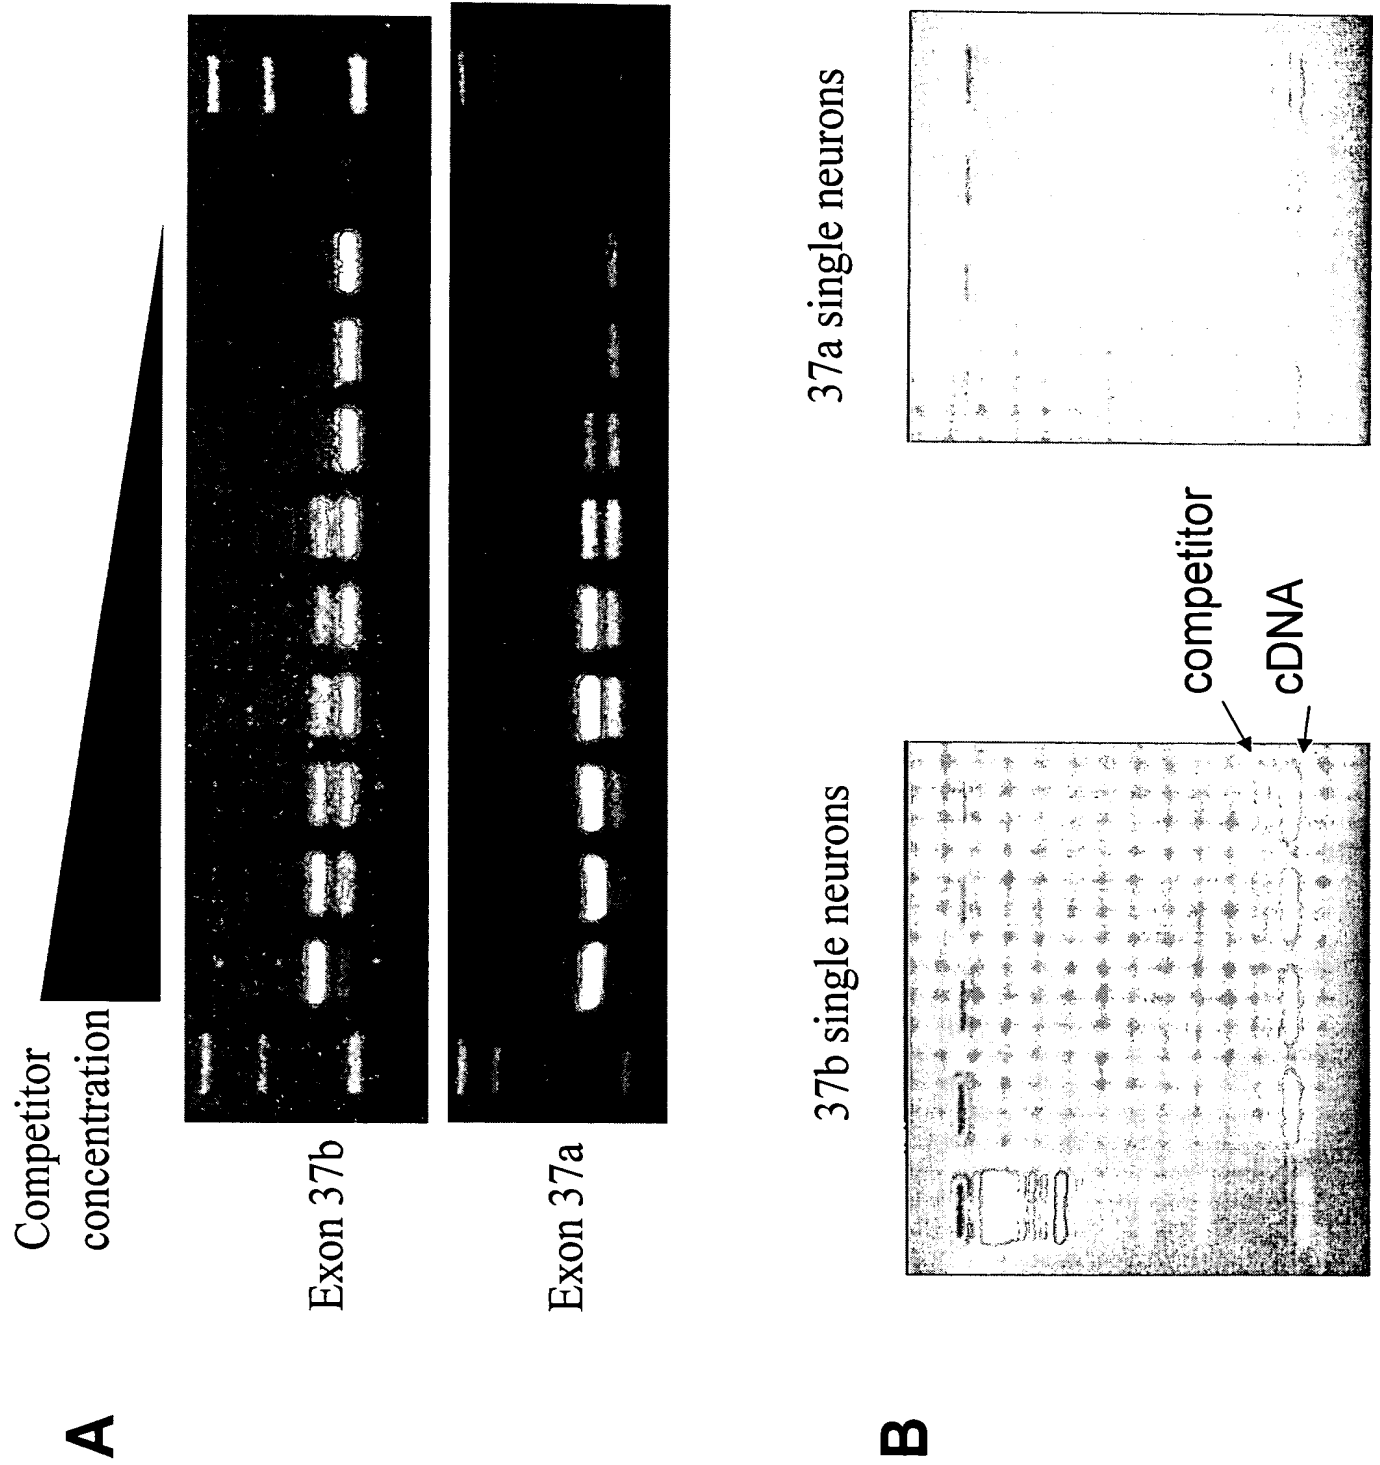 A
Competitor
concentration
Exon 37b
Exon 37a
B
37b single neurons
37a single neurons
competitor
cDNA